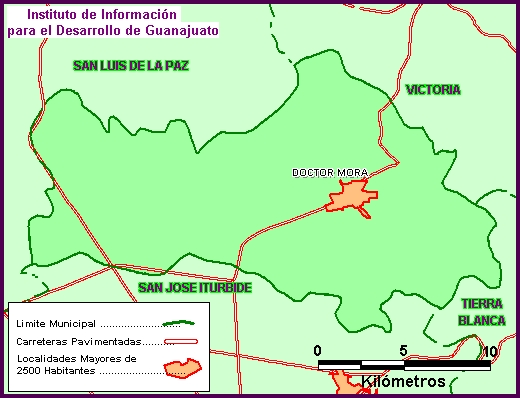 Instituto de Información
para el Desarrollo de Guanajuato
SAN LUIS DE LA PAZ
VICTORIA
DOCTOR MORA
SAN JOSE ITURBIDE
TIERRA
BLANCA
Limite Municipal
Carreteras Pavimentadas
Localidades Mayores de
2500 Habitantes
0 5 10
Kilómetros